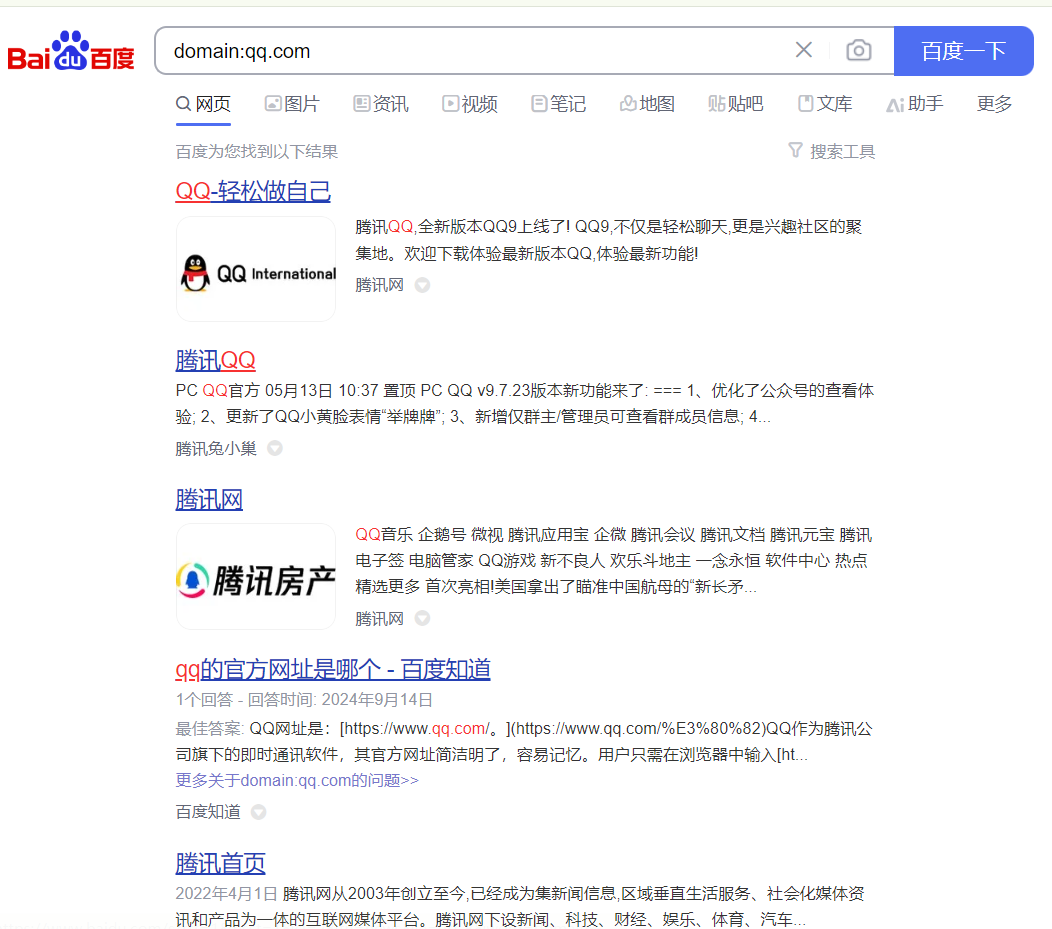 Bai du 百度
domain:qq.com
百度一下
网页 图片 资讯 视频 笔记 地图 贴吧 文库 助手 更多
百度为您找到以下结果
搜索工具
QQ-轻松做自己
QQ International
腾讯QQ,全新版本QQ9上线了! QQ9,不仅是轻松聊天,更是兴趣社区的聚
集地。欢迎下载体验最新版本QQ,体验最新功能!
腾讯网
腾讯QQ
PC QQ官方 05月13日 10:37 置顶 PC QQ v9.7.23版本新功能来了: === 1、优化了公众号的查看体
验; 2、更新了QQ小黄脸表情“举牌牌”; 3、新增仅群主/管理员可查看群成员信息; 4...
腾讯兔小巢
腾讯网
腾讯房产
QQ音乐 企鹅号 微视 腾讯应用宝 企微 腾讯会议 腾讯文档 腾讯元宝 腾讯
电子签 电脑管家 QQ游戏 新不良人 欢乐斗地主 一念永恒 软件中心 热点
精选更多 首次亮相!美国拿出了瞄准中国航母的“新长矛...
腾讯网
qq的官方网址是哪个 - 百度知道
1个回答 - 回答时间: 2024年9月14日
最佳答案: QQ网址是：[https://www.qq.com/。](https://www.qq.com/%E3%80%82)QQ作为腾讯公
司旗下的即时通讯软件，其官方网址简洁明了，容易记忆。用户只需在浏览器中输入[ht...
更多关于domain:qq.com的问题>>
百度知道
腾讯首页
2022年4月1日 腾讯网从2003年创立至今,已经成为集新闻信息,区域垂直生活服务、社会化媒体资
讯和产品为一体的互联网媒体平台。腾讯网下设新闻、科技、财经、娱乐、体育、汽车...